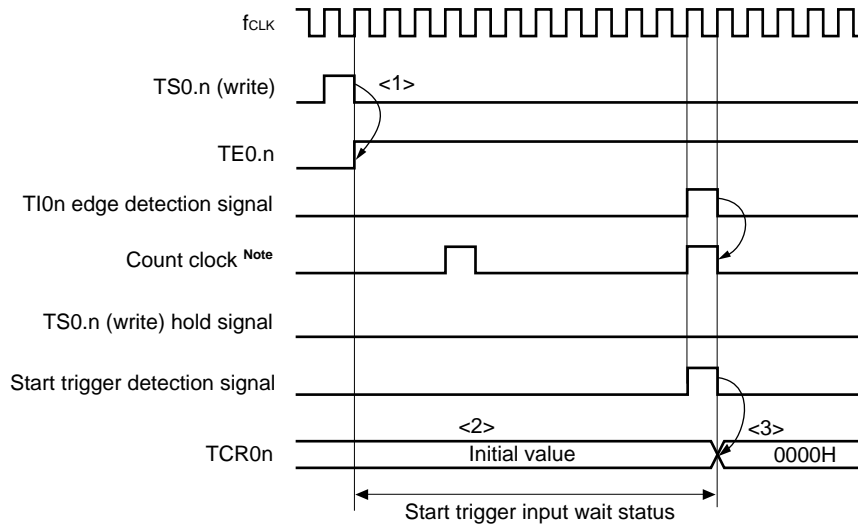 fCLK
TS0.n (write)
<1>
TE0.n
TI0n edge detection signal
Count clock Note
TS0.n (write) hold signal
Start trigger detection signal
<2>
<3>
TCR0n
Initial value
0000H
Start trigger input wait status